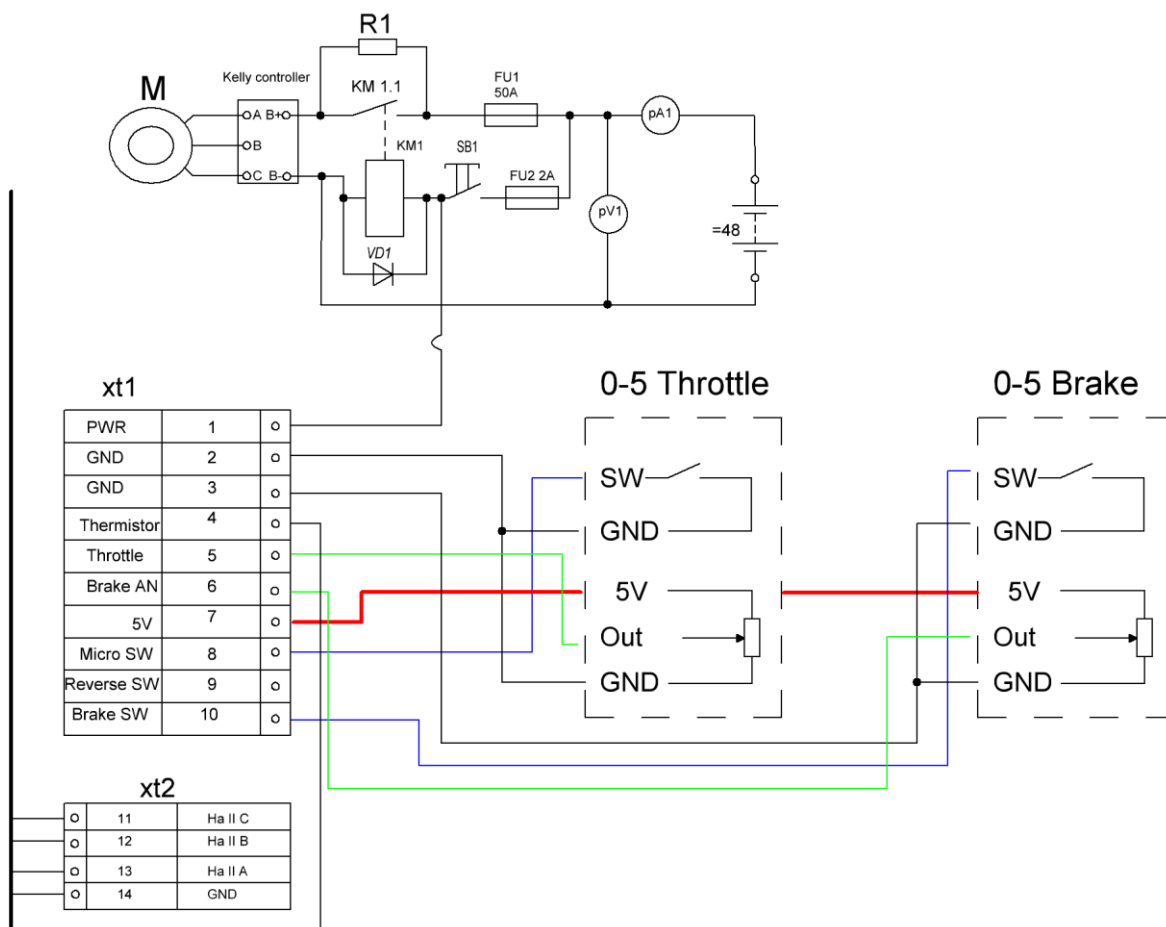 R1
Kelly controller
M
KM 1.1
FU1
50A
A B+
pA1
B
KM1
SB1
C B-
FU2 2A
pV1
=48
VD1
xt1
0-5 Throttle
0-5 Brake
PWR 1
GND 2
GND 3
Thermistor 4
Throttle 5
Brake AN 6
5V 7
Micro SW 8
Reverse SW 9
Brake SW 10
SW
GND
5V
Out
GND
SW
GND
5V
Out
GND
xt2
11 Ha II C
12 Ha II B
13 Ha II A
14 GND